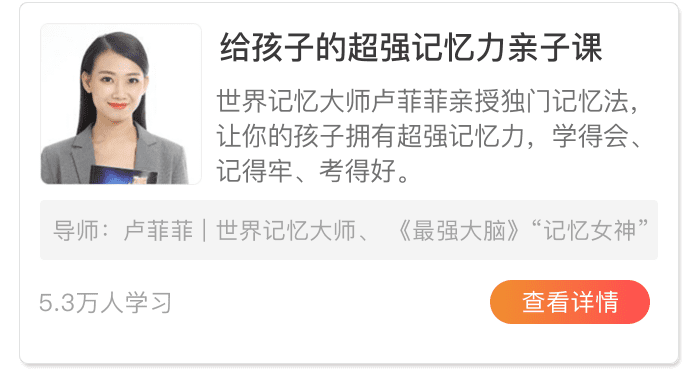 给孩子的超强记忆力亲子课
世界记忆大师卢菲菲亲授独门记忆法，
让你的孩子拥有超强记忆力，学得会、
记得牢、考得好。
导师：卢菲菲 | 世界记忆大师、《最强大脑》“记忆女神”
5.3万人学习
查看详情